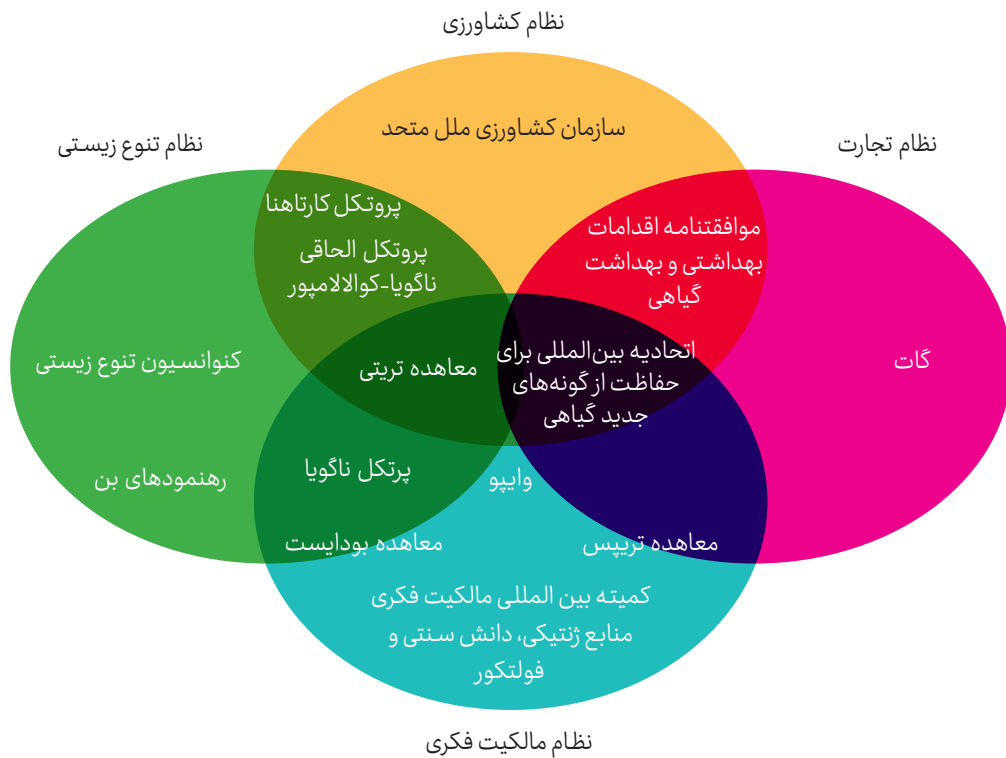 نظام کشاورزی
سازمان کشاورزی ملل متحد
نظام تنوع زیستی
نظام تجارت
پروتکل کارتاهنا
پروتکل الحاقی
ناگویا-کوالالامپور
موافقتنامه اقدامات
بهداشتی و بهداشت
گیاهی
کنوانسیون تنوع زیستی
معاهده تریتی
اتحادیه بین‌المللی برای
حفاظت از گونه‌های
جدید گیاهی
گات
رهنمودهای بن
پرتکل ناگویا
وایپو
معاهده بودایست
معاهده تریپس
کمیته بین المللی مالکیت فکری
منابع ژنتیکی، دانش سنتی و
فولتکور
نظام مالکیت فکری